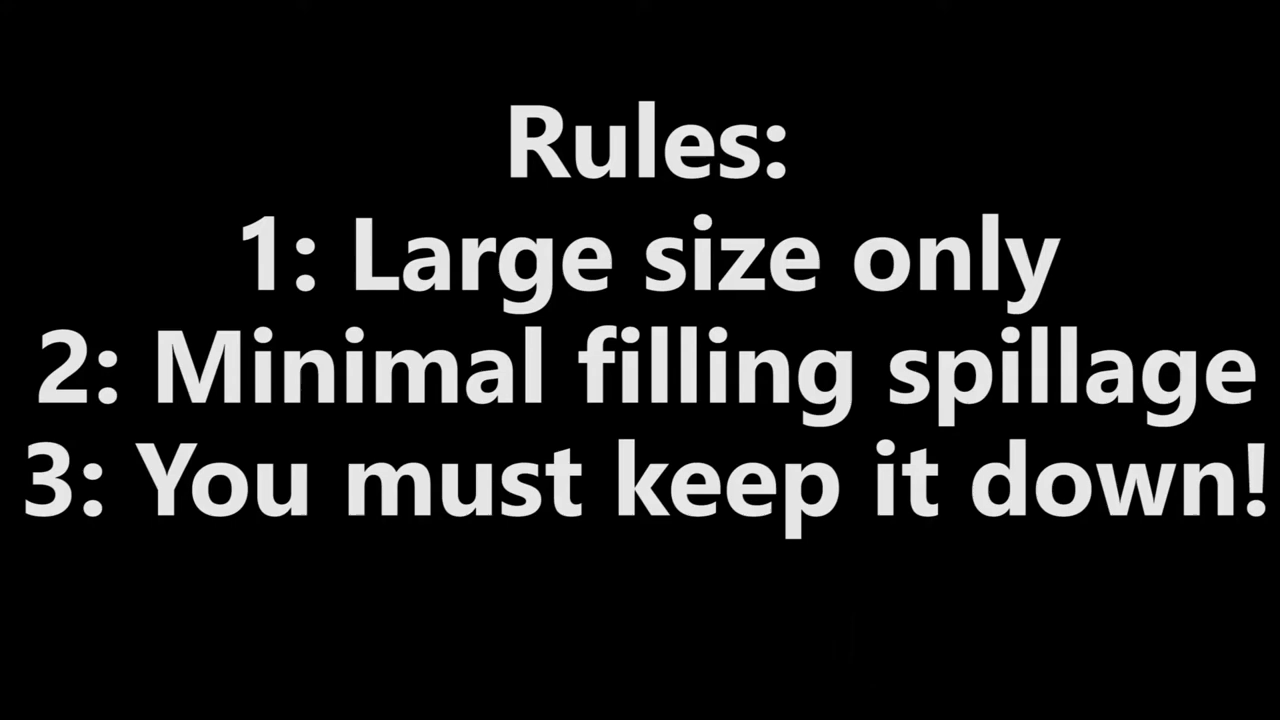 Rules:
1: Large size only
2: Minimal filling spillage
3: You must keep it down!